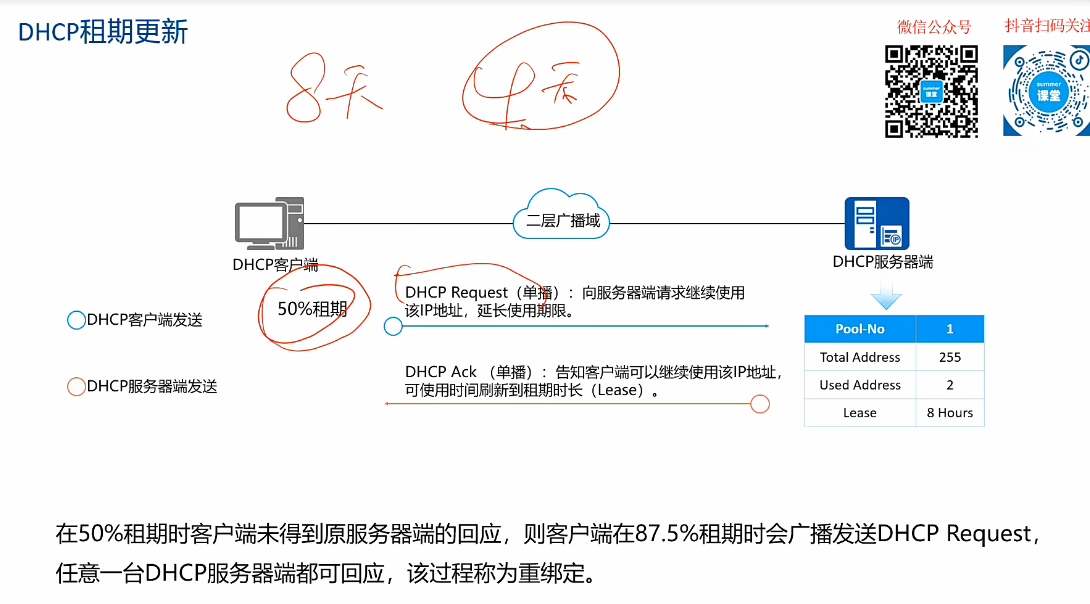 DHCP租期更新
微信公众号
抖音扫码关注
8天
4天
summer
课堂
summer
课堂
二层广播域
DHCP客户端
DHCP服务器端
50%租期
DHCP Request（单播）：向服务器端请求继续使用
该IP地址，延长使用期限。
DHCP客户端发送
DHCP Ack （单播）：告知客户端可以继续使用该IP地址，
可使用时间刷新到租期时长（Lease）。
DHCP服务器端发送
Pool-No 1
Total Address 255
Used Address 2
Lease 8 Hours
在50%租期时客户端未得到原服务器端的回应，则客户端在87.5%租期时会广播发送DHCP Request，
任意一台DHCP服务器端都可回应，该过程称为重绑定。